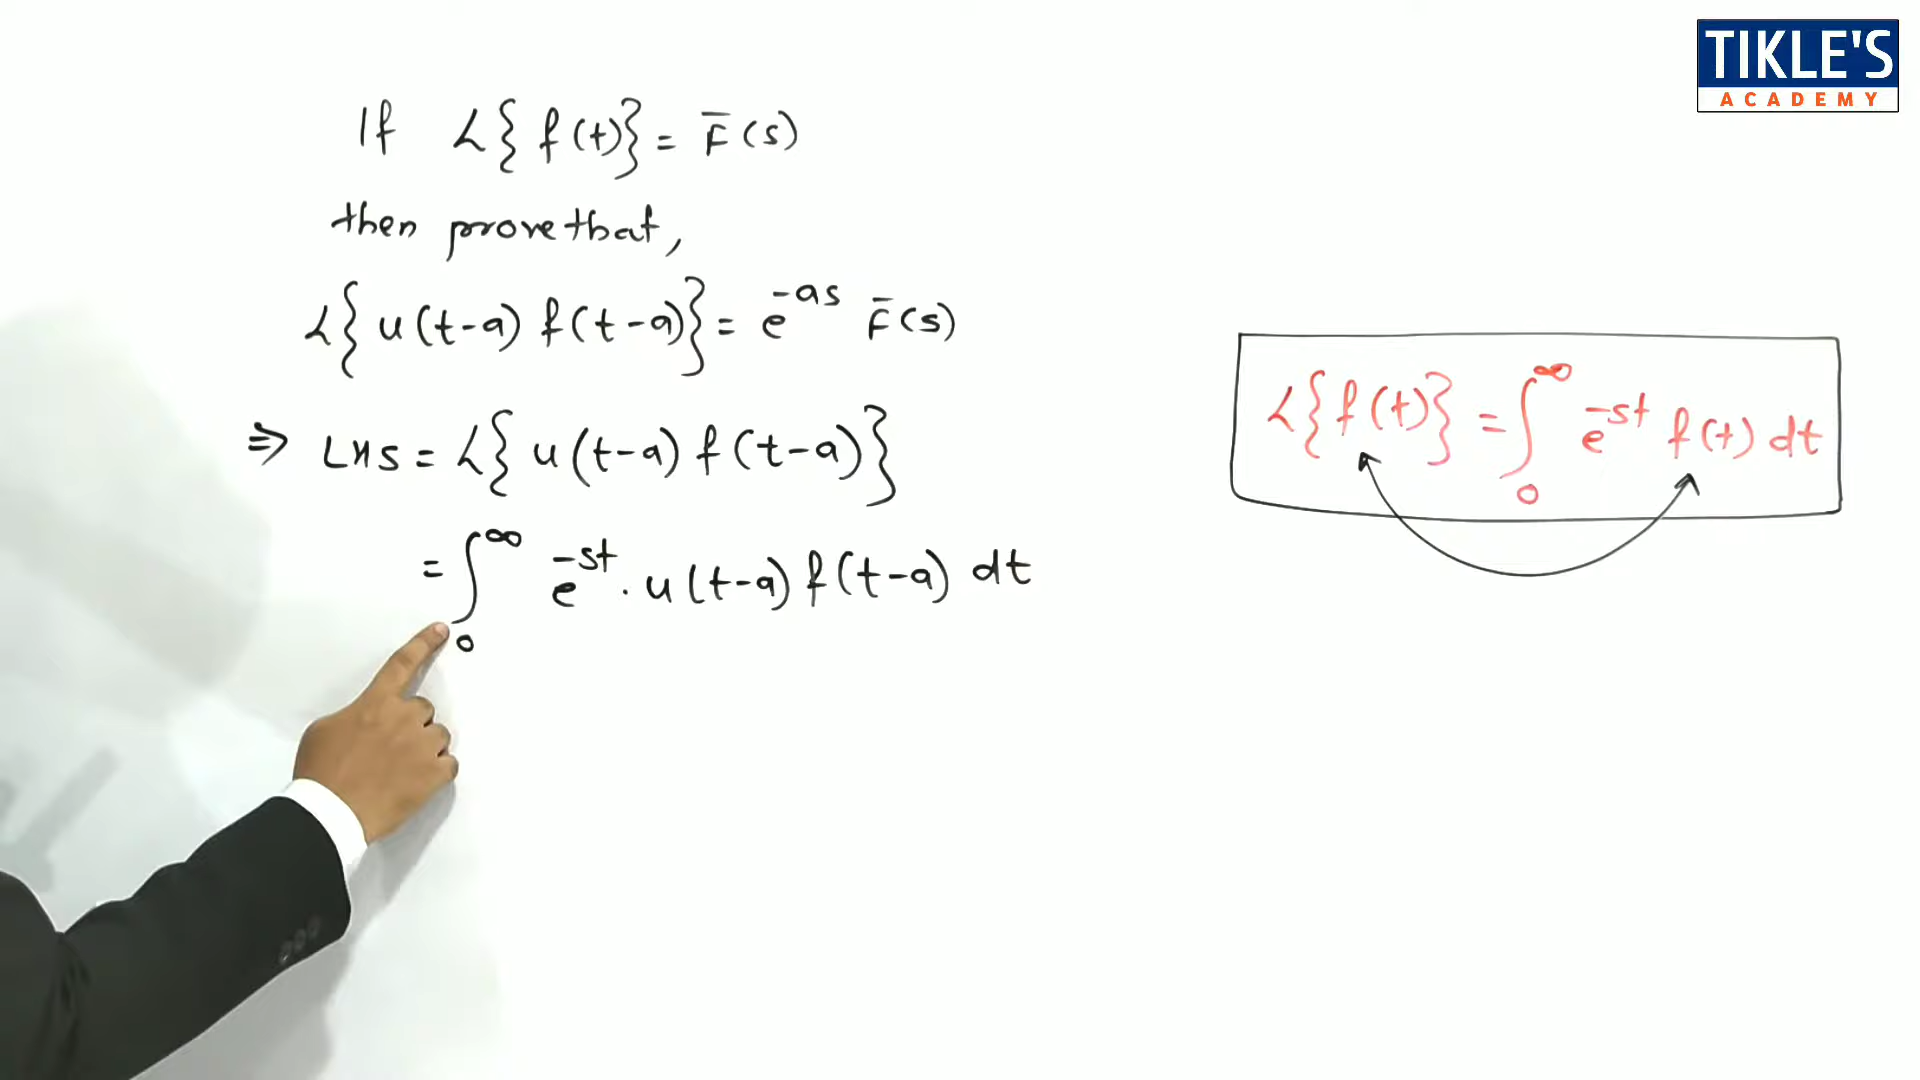 TIKLE'S
ACADEMY
If L{f(t)} = F̅(s)
then prove that,
L{u(t-a) f(t-a)} = e^{-as} F̅(s)
⇒ LHS = L{u(t-a) f(t-a)}
= ∫_0^∞ e^{-st} . u(t-a) f(t-a) dt
L{f(t)} = ∫_0^∞ e^{-st} f(t) dt